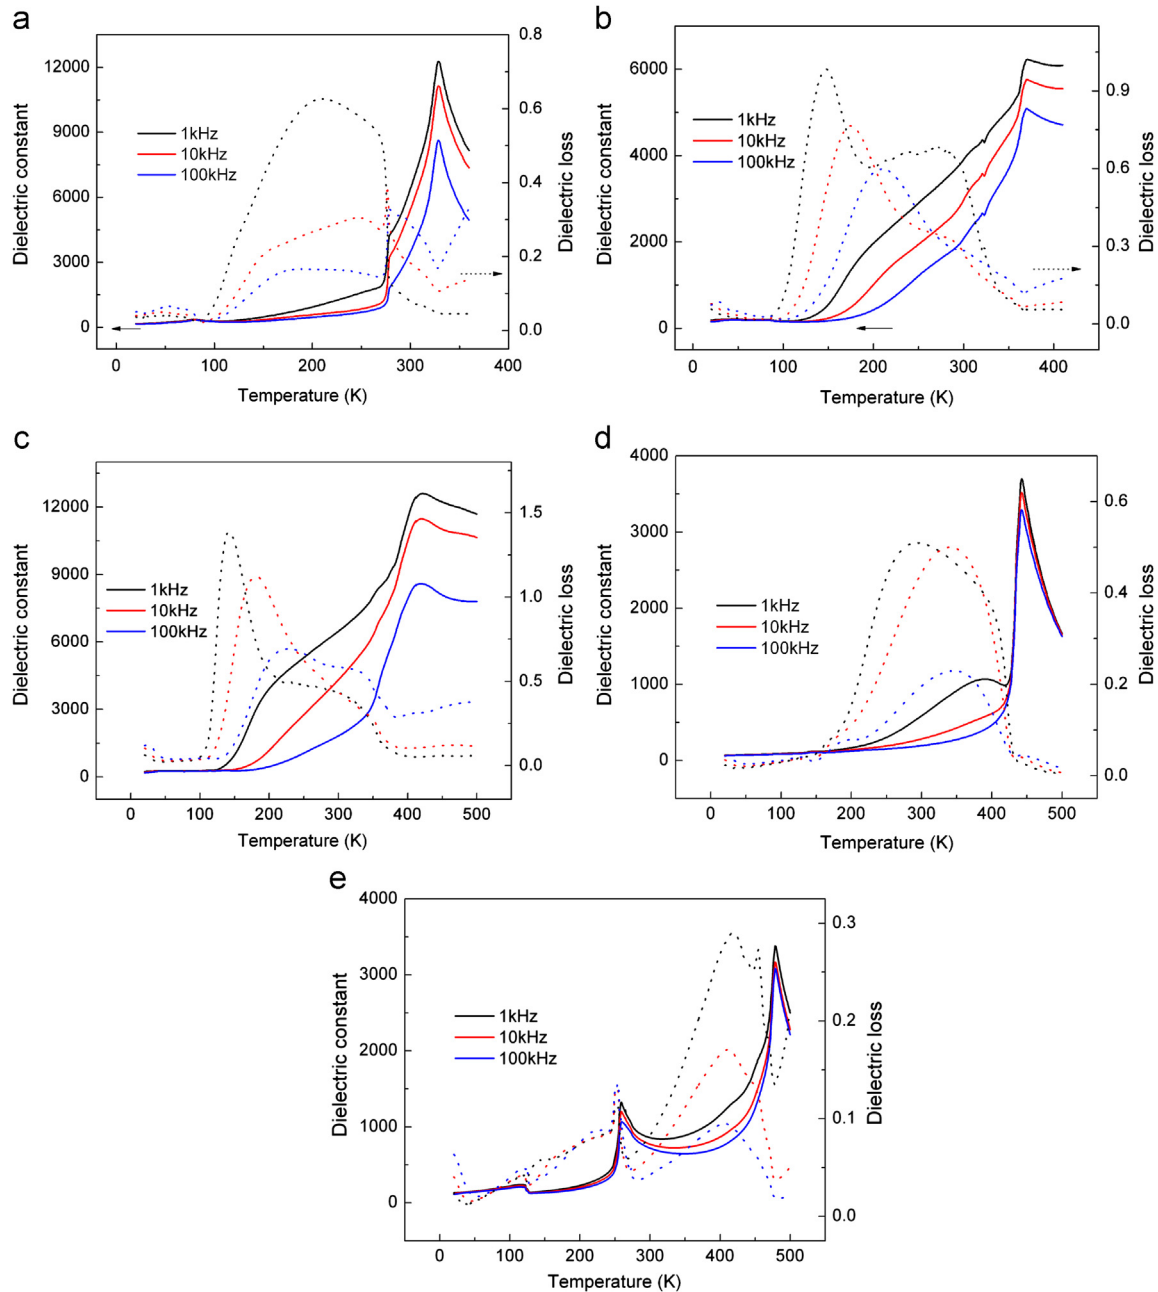 a
12000
9000
6000
3000
0
Dielectric constant
1kHz
10kHz
100kHz
0.8
0.6
0.4
0.2
0.0
Dielectric loss
0 100 200 300 400
Temperature (K)
b
6000
4000
2000
0
Dielectric constant
1kHz
10kHz
100kHz
0.9
0.6
0.3
0.0
Dielectric loss
0 100 200 300 400
Temperature (K)
c
12000
9000
6000
3000
0
Dielectric constant
1kHz
10kHz
100kHz
1.5
1.0
0.5
0.0
Dielectric loss
0 100 200 300 400 500
Temperature (K)
d
4000
3000
2000
1000
0
Dielectric constant
1kHz
10kHz
100kHz
0.6
0.4
0.2
0.0
Dielectric loss
0 100 200 300 400 500
Temperature (K)
e
4000
3000
2000
1000
0
Dielectric constant
1kHz
10kHz
100kHz
0.3
0.2
0.1
0.0
Dielectric loss
0 100 200 300 400 500
Temperature (K)